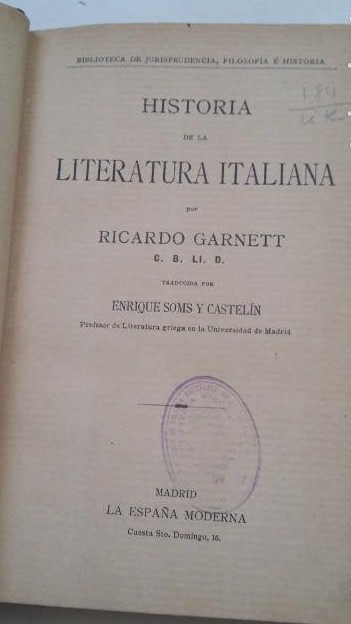 BIBLIOTECA DE JURISPRUDENCIA, FILOSOFÍA É HISTORIA
HISTORIA
DE LA
LITERATURA ITALIANA
POR
RICARDO GARNETT
C. B. LI. D.
TRADUCIDA POR
ENRIQUE SOMS Y CASTELÍN
Profesor de Literatura griega en la Universidad de Madrid
MADRID
LA ESPAÑA MODERNA
Cuesta Sto. Domingo, 16.